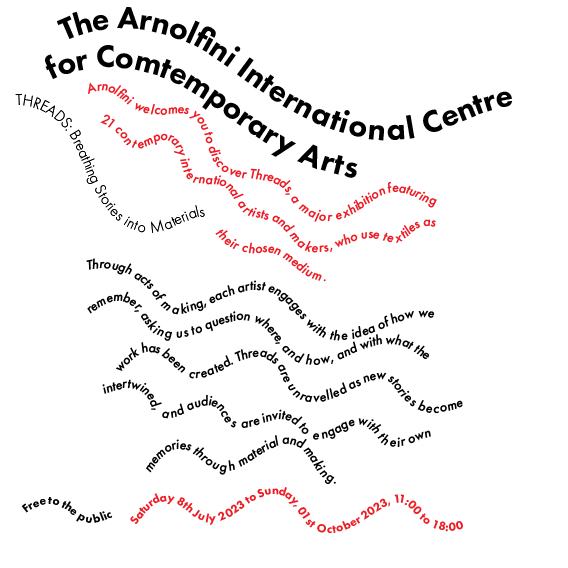 The Arnolfini International Centre
for Comtemporary Arts
THREADS: Breathing Stories into Materials
Arnolfini welcomes you to discover Threads, a major exhibition featuring
21 contemporary international artists and makers, who use textiles as
their chosen medium.
Through acts of making, each artist engages with the idea of how we
remember, asking us to question where, and how, and with what the
work has been created. Threads are unravelled as new stories become
intertwined, and audiences are invited to engage with their own
memories through material and making.
Free to the public
Saturday 8th July 2023 to Sunday, 01st October 2023, 11:00 to 18:00